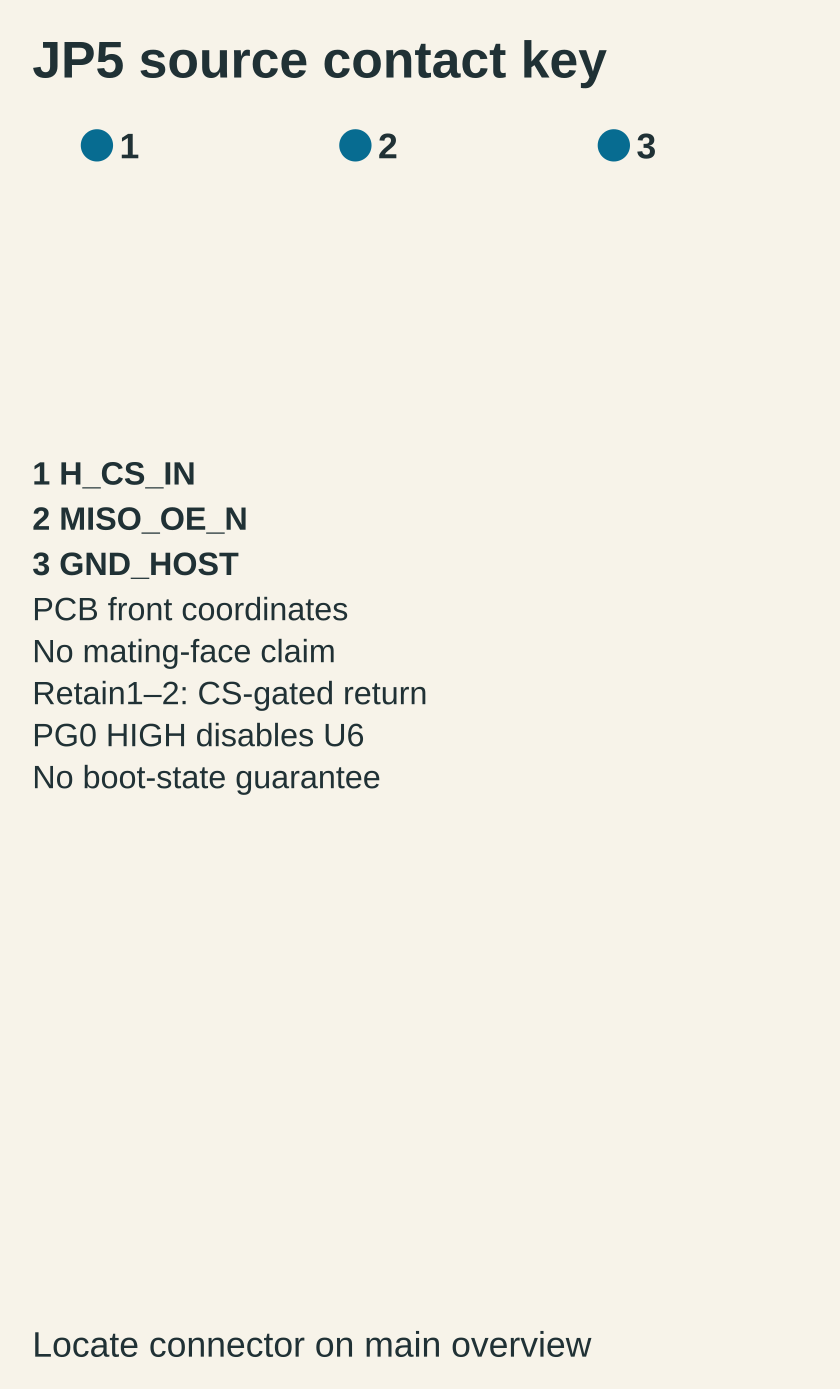 JP5 source contact key
1 2 3
1 H_CS_IN
2 MISO_OE_N
3 GND_HOST
PCB front coordinates
No mating-face claim
Retain1–2: CS-gated return
PG0 HIGH disables U6
No boot-state guarantee
Locate connector on main overview